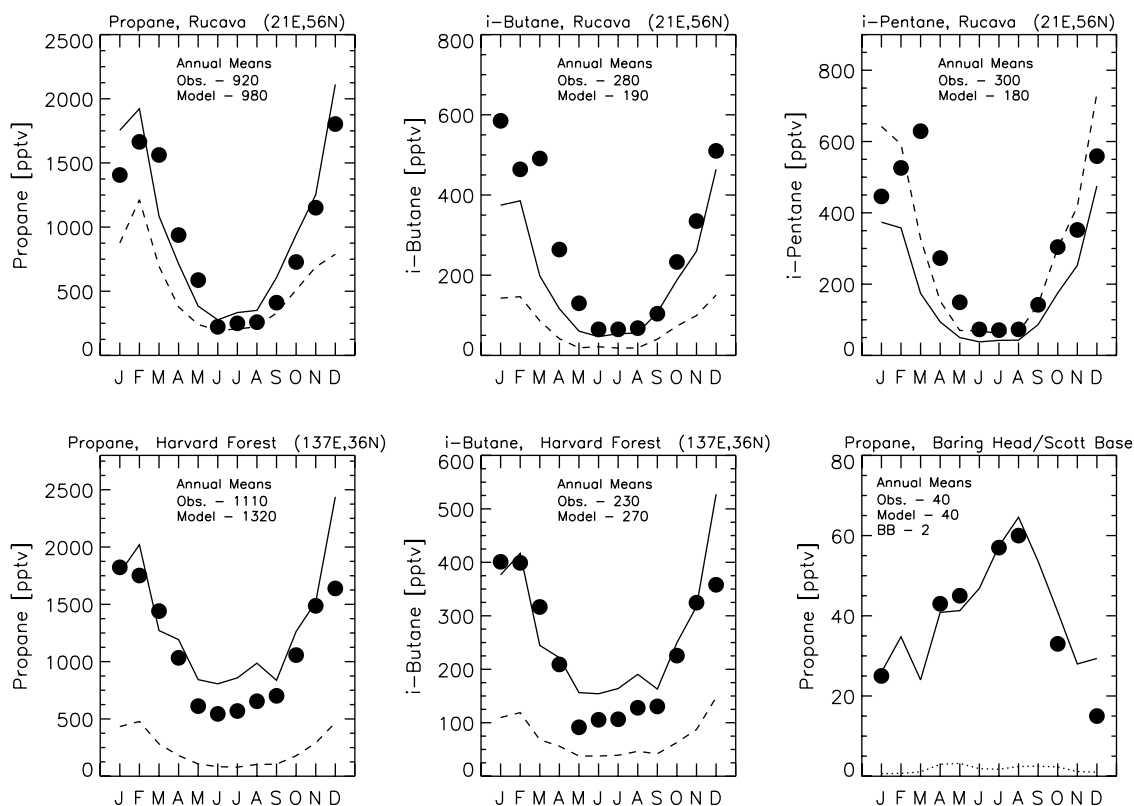 Propane, Rucava (21E,56N)
Propane [pptv]
2500
2000
1500
1000
500
0
Annual Means
Obs. - 920
Model - 980
J F M A M J J A S O N D
i-Butane, Rucava (21E,56N)
i-Butane [pptv]
800
600
400
200
0
Annual Means
Obs. - 280
Model - 190
J F M A M J J A S O N D
i-Pentane, Rucava (21E,56N)
i-Pentane [pptv]
800
600
400
200
0
Annual Means
Obs. - 300
Model - 180
J F M A M J J A S O N D
Propane, Harvard Forest (137E,36N)
Propane [pptv]
2500
2000
1500
1000
500
0
Annual Means
Obs. - 1110
Model - 1320
J F M A M J J A S O N D
i-Butane, Harvard Forest (137E,36N)
i-Butane [pptv]
600
500
400
300
200
100
0
Annual Means
Obs. - 230
Model - 270
J F M A M J J A S O N D
Propane, Baring Head/Scott Base
Propane [pptv]
80
60
40
20
0
Annual Means
Obs. - 40
Model - 40
BB - 2
J F M A M J J A S O N D